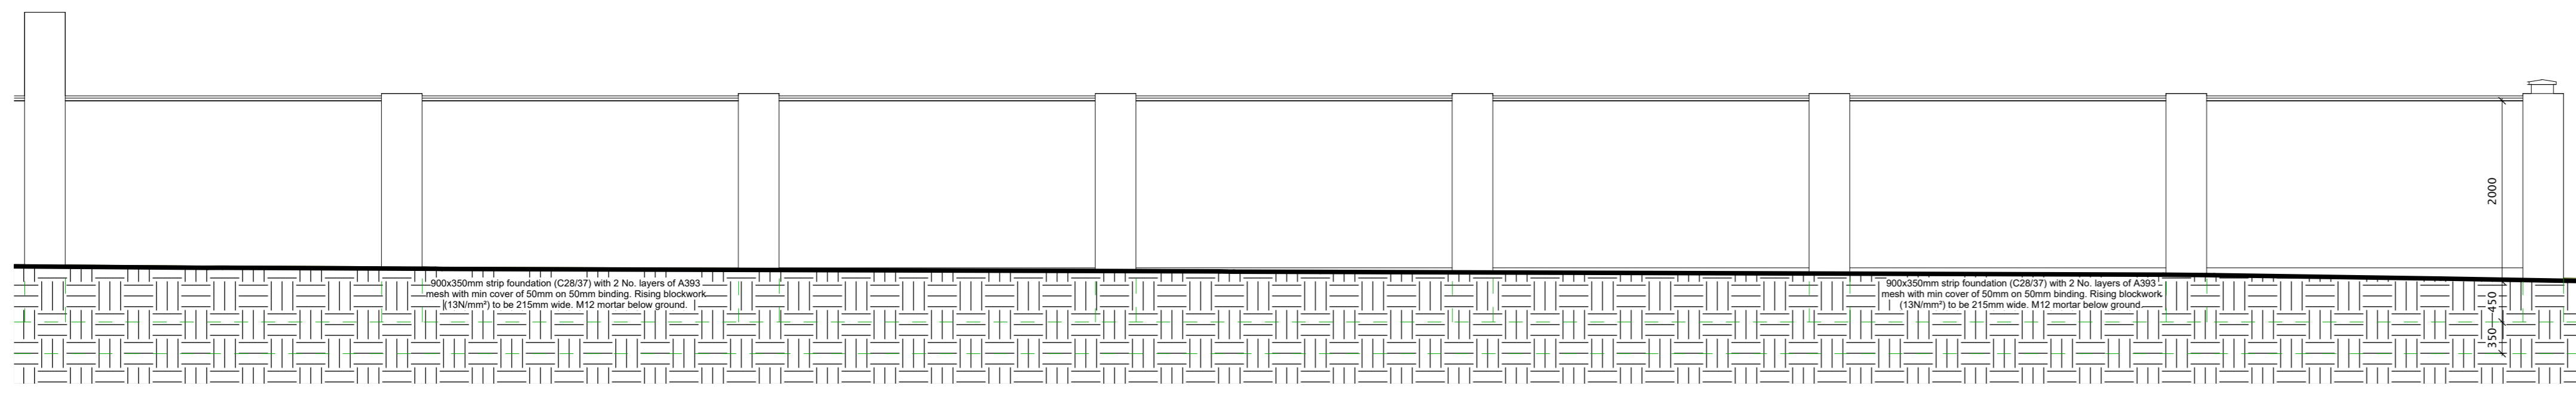 900x350mm strip foundation (C28/37) with 2 No. layers of A393
mesh with min cover of 50mm on 50mm binding. Rising blockwork
(13N/mm²) to be 215mm wide. M12 mortar below ground.
900x350mm strip foundation (C28/37) with 2 No. layers of A393
mesh with min cover of 50mm on 50mm binding. Rising blockwork
(13N/mm²) to be 215mm wide. M12 mortar below ground.
2000
450
350